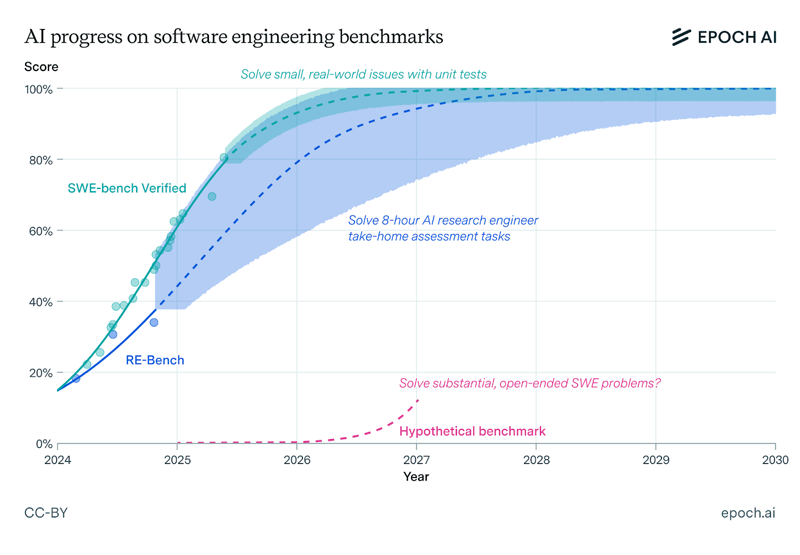 AI progress on software engineering benchmarks
EPOCH AI
Score
Solve small, real-world issues with unit tests
100%
80%
SWE-bench Verified
Solve 8-hour AI research engineer
take-home assessment tasks
60%
40%
RE-Bench
20%
Solve substantial, open-ended SWE problems?
Hypothetical benchmark
0%
2024 2025 2026 2027 2028 2029 2030
Year
CC-BY
epoch.ai